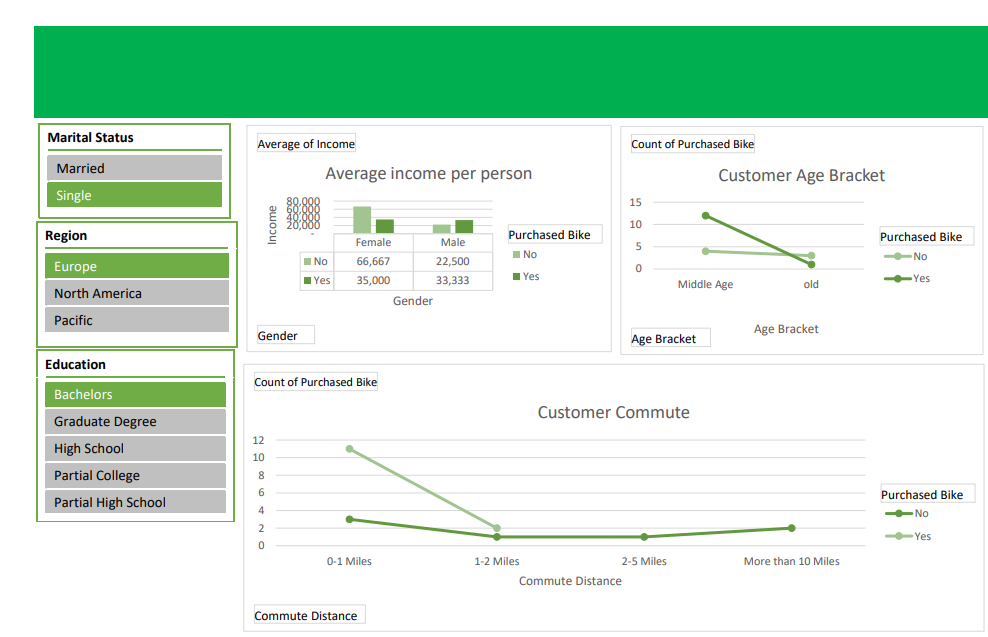 Marital Status
Married
Single
Region
Europe
North America
Pacific
Education
Bachelors
Graduate Degree
High School
Partial College
Partial High School
Average of Income
Average income per person
80,000
60,000
40,000
20,000
-
Income
Female Male
No 66,667 22,500
Yes 35,000 33,333
Gender
Purchased Bike
No
Yes
Gender
Count of Purchased Bike
Customer Age Bracket
15
10
5
0
Middle Age old
Age Bracket
Purchased Bike
No
Yes
Age Bracket
Count of Purchased Bike
Customer Commute
12
10
8
6
4
2
0
0-1 Miles 1-2 Miles 2-5 Miles More than 10 Miles
Commute Distance
Purchased Bike
No
Yes
Commute Distance